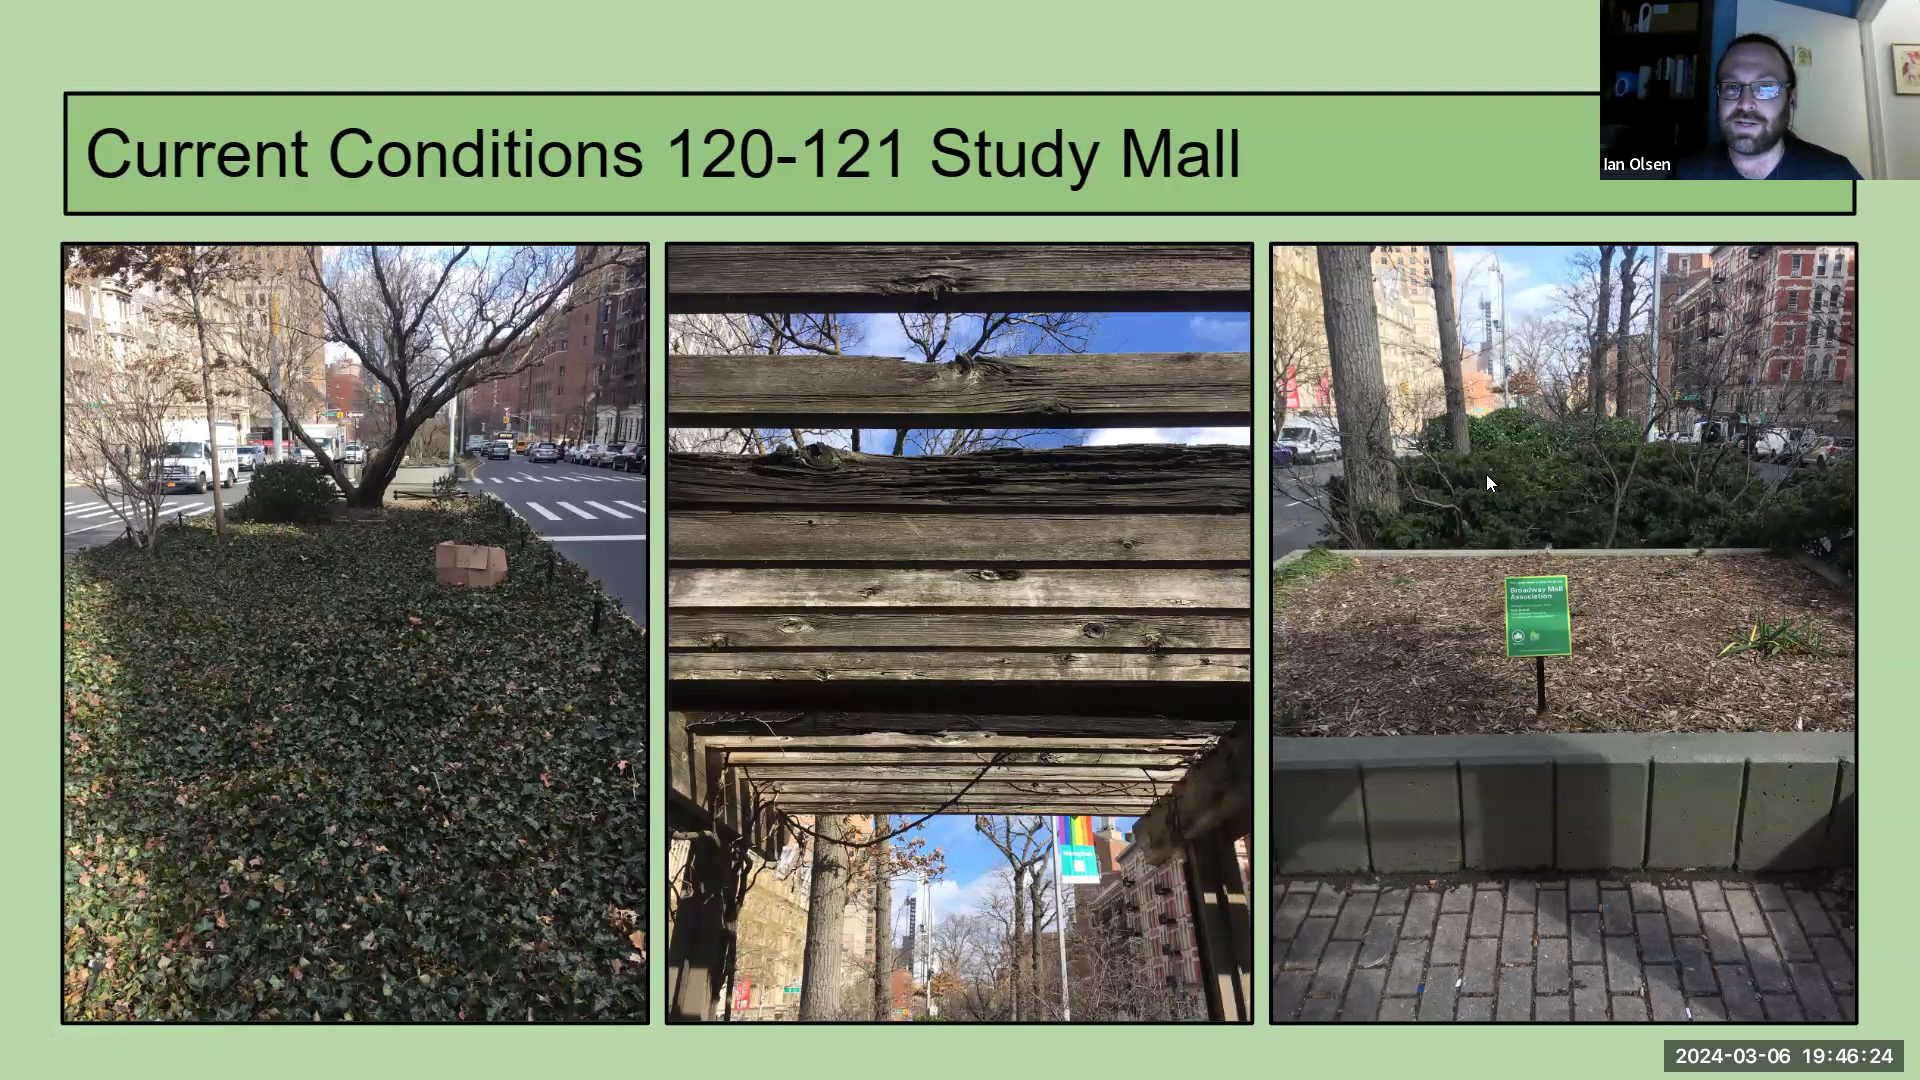 Current Conditions 120-121 Study Mall
Ian Olsen
Broadway Mall
Association
2024-03-06 19:46:24